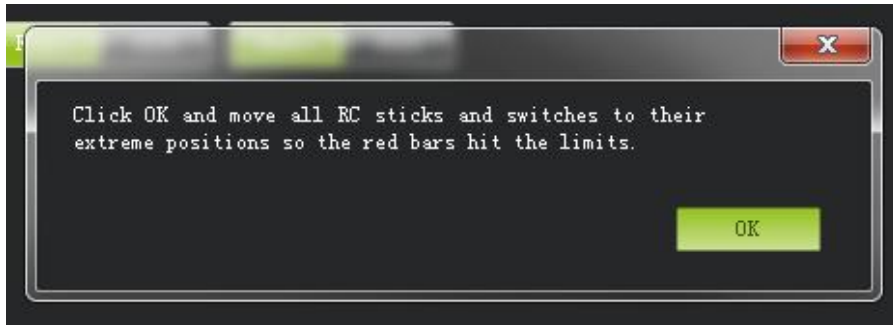 Click OK and move all RC sticks and switches to their
extreme positions so the red bars hit the limits.
OK